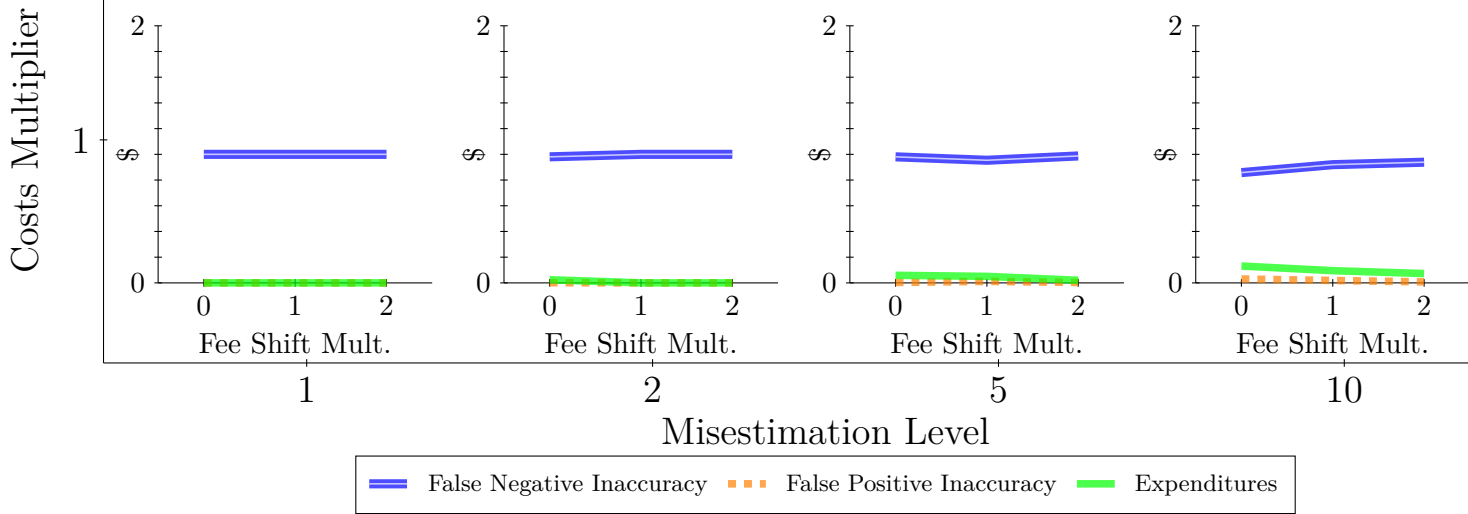 Costs Multiplier
1
2
$
0
0 1 2
Fee Shift Mult.
2
$
0
0 1 2
Fee Shift Mult.
2
$
0
0 1 2
Fee Shift Mult.
2
$
0
0 1 2
Fee Shift Mult.
1 2 5 10
Misestimation Level
False Negative Inaccuracy False Positive Inaccuracy Expenditures